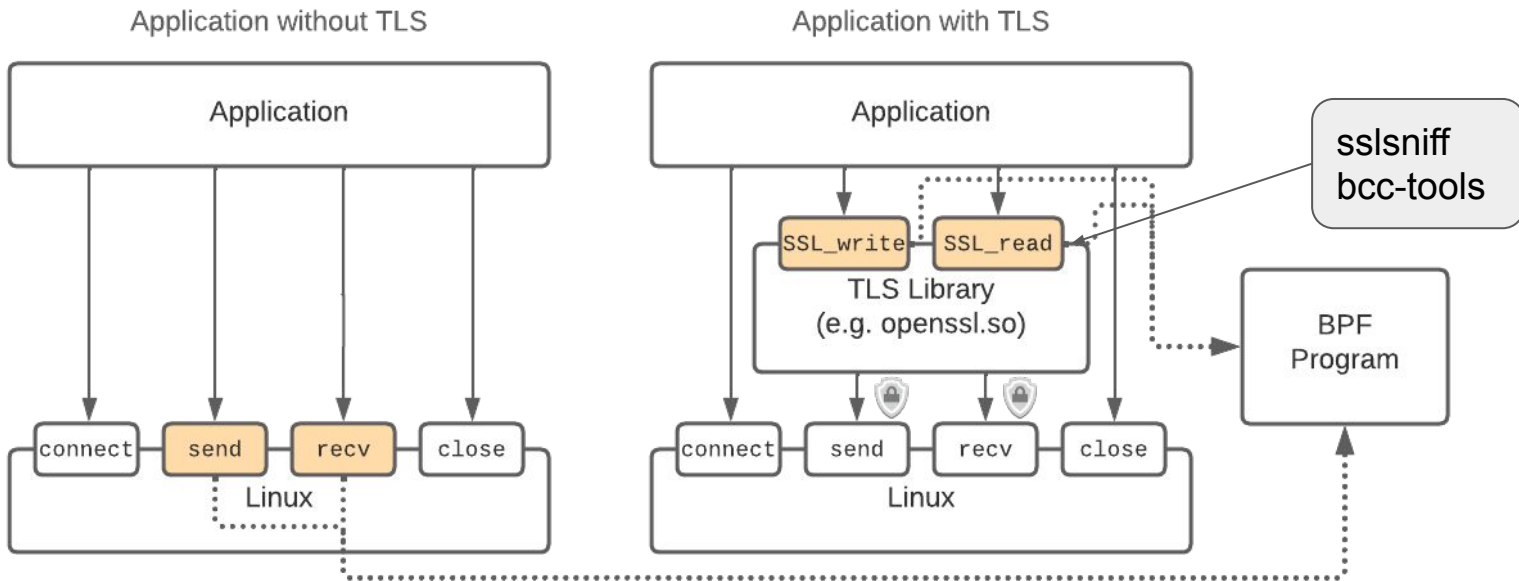 Application without TLS
Application with TLS
Application
Application
sslsniff
bcc-tools
SSL_write
SSL_read
TLS Library
(e.g. openssl.so)
BPF
Program
connect
send
recv
close
Linux
connect
send
recv
close
Linux